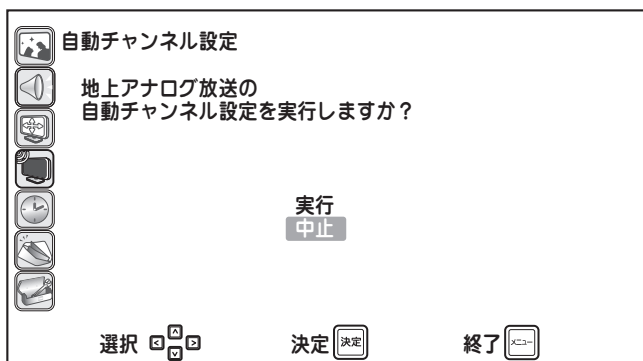 自動チャンネル設定
地上アナログ放送の
自動チャンネル設定を実行しますか？
実行
中止
選択 決定 決定 終了 メニュー